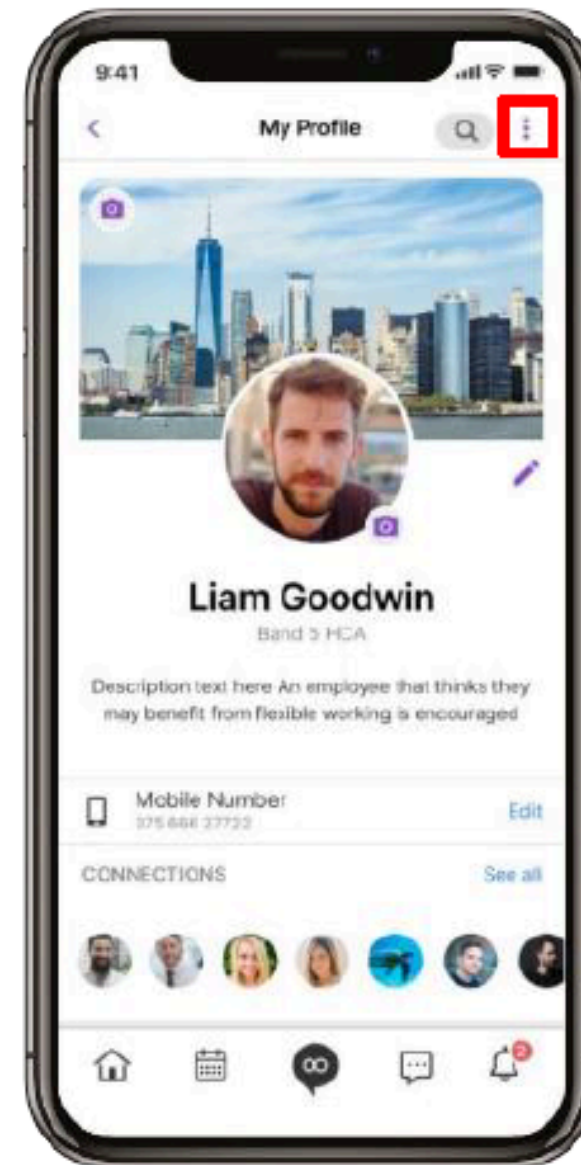 9:41
My Profile
Liam Goodwin
Band 5 HCA
Description text here An employee that thinks they
may benefit from flexible working is encouraged
Mobile Number
Edit
CONNECTIONS
See all
2